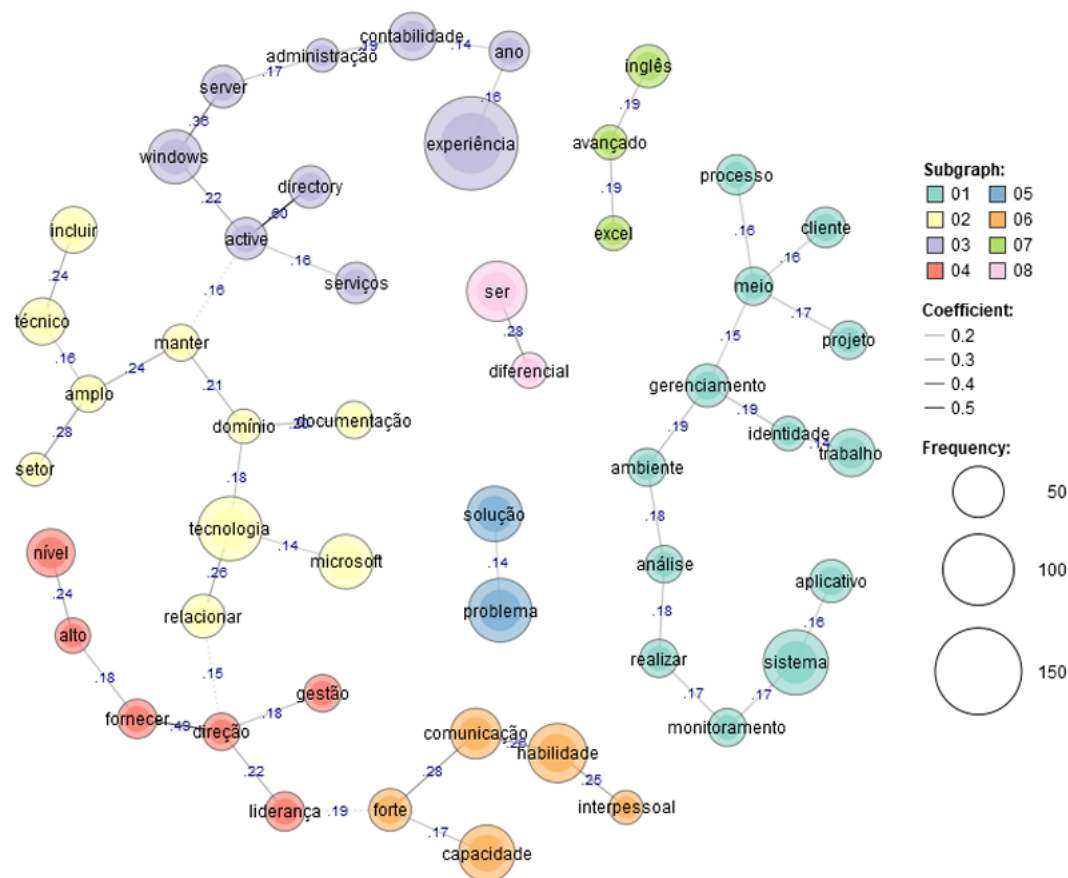 contabilidade
.19
.14
ano
administração
.17
server
.16
.36
experiência
windows
inglês
.19
avançado
.19
excel
directory
.22
.60
active
.16
serviços
.16
incluir
.24
técnico
.16
manter
.24
amplo
.21
.28
setor
domínio
.20
documentação
.18
tecnologia
.14
microsoft
.26
relacionar
.15
ser
.28
diferencial
processo
.16
cliente
.16
meio
.17
projeto
.15
gerenciamento
.19
.19
identidade
.14
trabalho
ambiente
.18
análise
.18
realizar
.17
monitoramento
.17
sistema
.16
aplicativo
solução
.14
problema
nível
.24
alto
.18
fornecer
.49
direção
.18
gestão
.22
liderança
.19
forte
.28
comunicação
.26
habilidade
.25
interpessoal
.17
capacidade
Subgraph:
01 05
02 06
03 07
04 08
Coefficient:
0.2
0.3
0.4
0.5
Frequency:
50
100
150